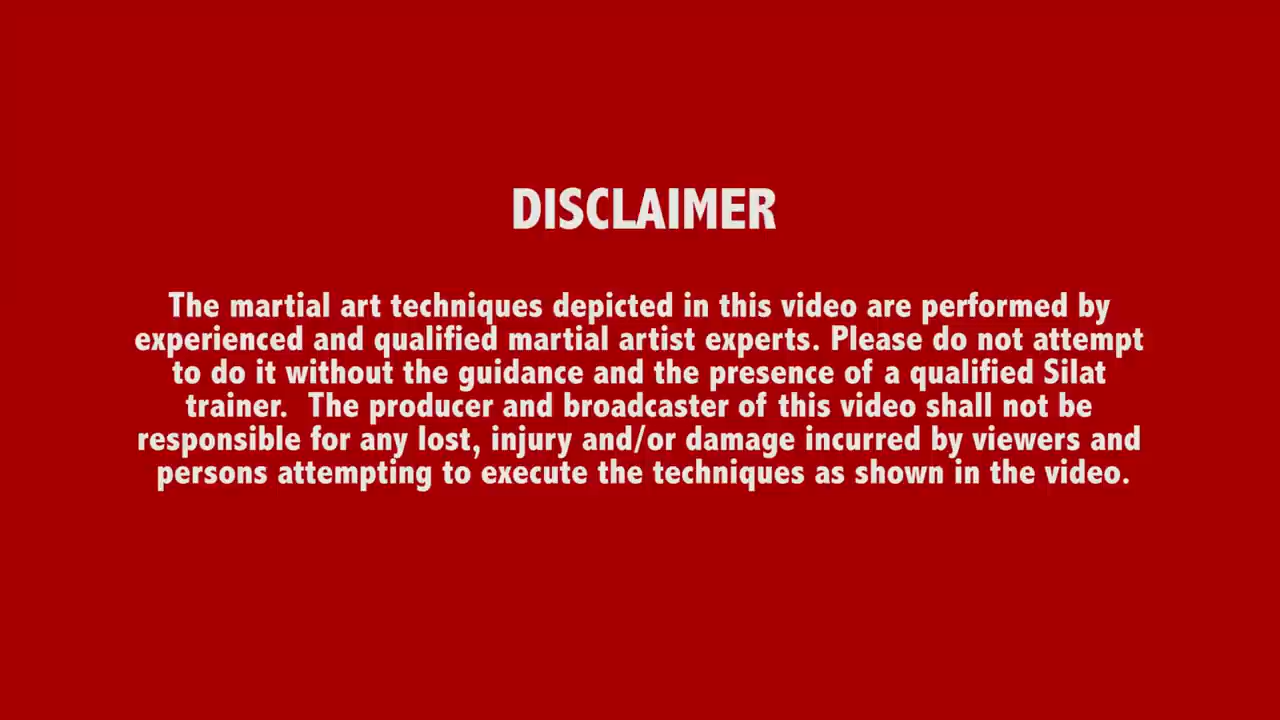 DISCLAIMER
The martial art techniques depicted in this video are performed by
experienced and qualified martial artist experts. Please do not attempt
to do it without the guidance and the presence of a qualified Silat
trainer.  The producer and broadcaster of this video shall not be
responsible for any lost, injury and/or damage incurred by viewers and
persons attempting to execute the techniques as shown in the video.